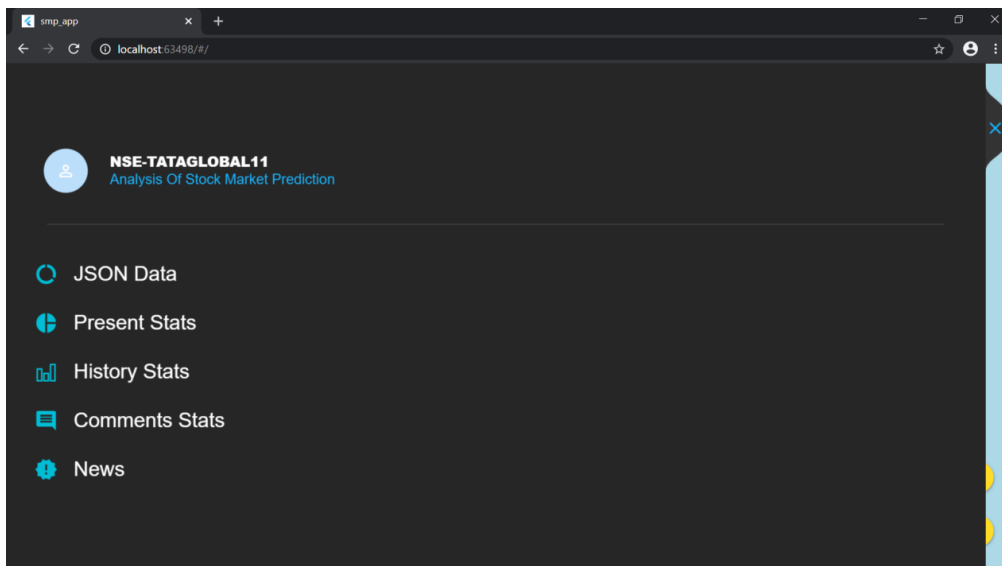 smp_app
localhost:63498/#/
NSE-TATAGLOBAL11
Analysis Of Stock Market Prediction
JSON Data
Present Stats
History Stats
Comments Stats
News